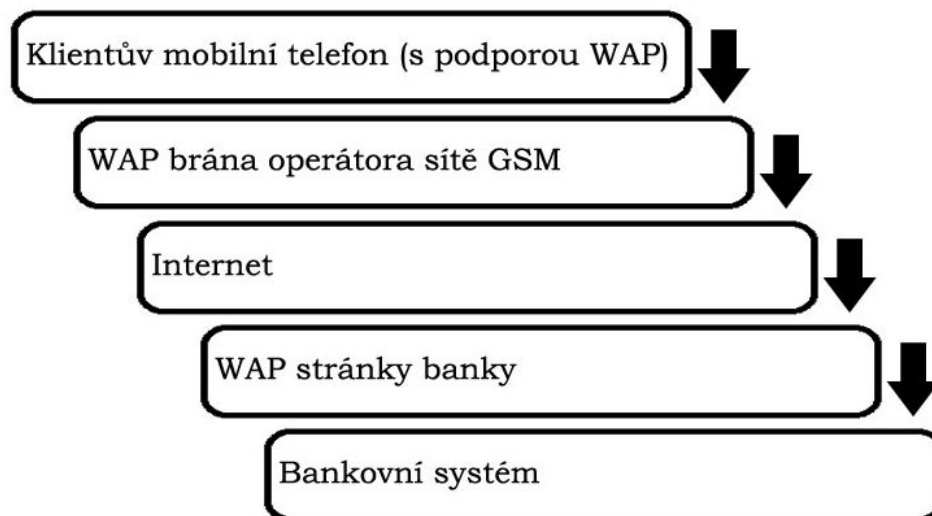 Klientův mobilní telefon (s podporou WAP)
WAP brána operátora sítě GSM
Internet
WAP stránky banky
Bankovní systém